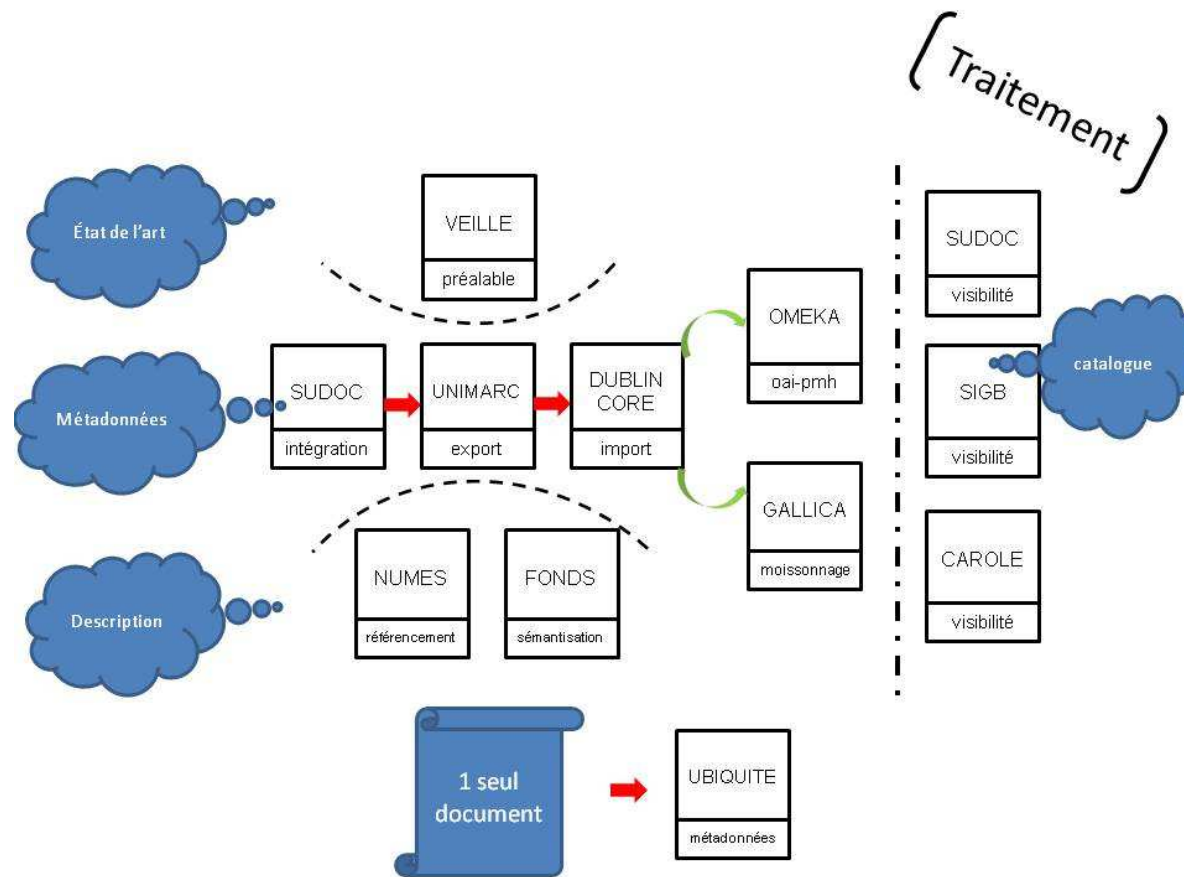 Traitement
État de l'art
VEILLE
préalable
SUDOC
visibilité
OMEKA
oai-pmh
Métadonnées
SUDOC
intégration
UNIMARC
export
DUBLIN
CORE
import
SIGB
visibilité
catalogue
GALLICA
moissonnage
Description
NUMES
référencement
FONDS
sémantisation
CAROLE
visibilité
1 seul
document
UBIQUITE
métadonnées